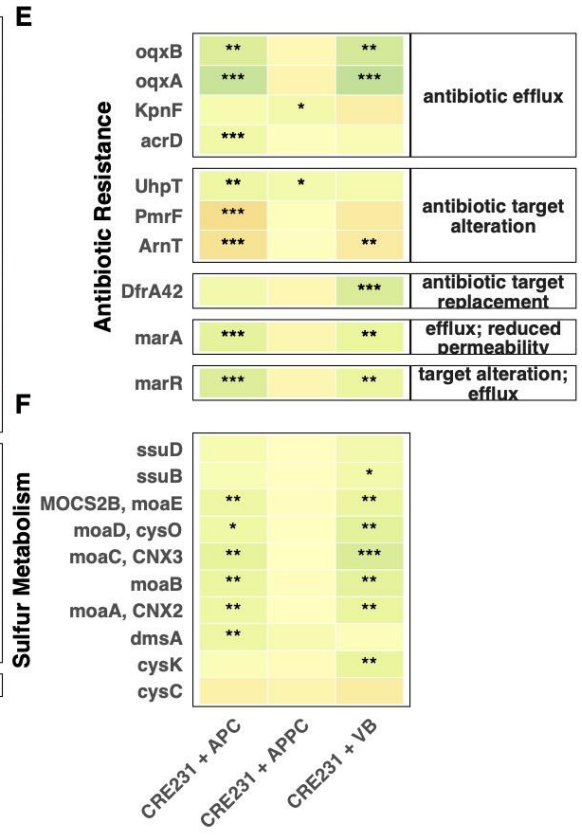 E
Antibiotic Resistance
oqxB ** **
oqxA *** ***
KpnF *
acrD ***
antibiotic efflux
UhpT ** *
PmrF ***
ArnT *** **
antibiotic target
alteration
DfrA42 ***
antibiotic target
replacement
marA *** **
efflux; reduced
permeability
marR *** **
target alteration;
efflux
F
Sulfur Metabolism
ssuD
ssuB *
MOCS2B, moaE ** **
moaD, cysO * **
moaC, CNX3 ** ***
moaB ** **
moaA, CNX2 ** **
dmsA **
cysK **
cysC
CRE231 + APC
CRE231 + APPC
CRE231 + VB